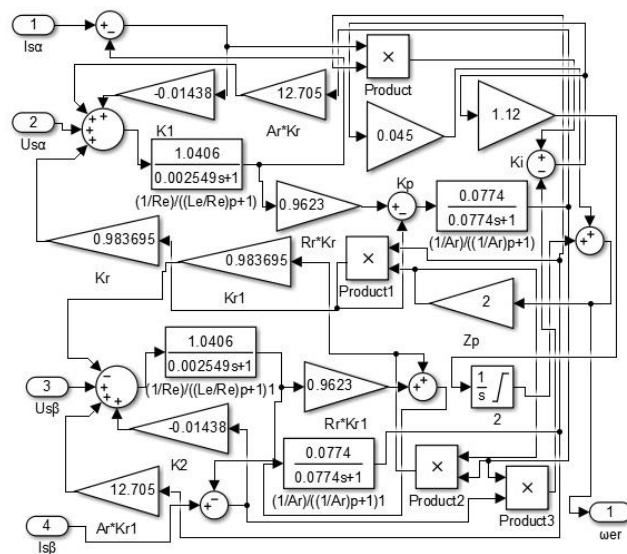 1
Isα
+
-
×
Product
-0.01438
K1
12.705
Ar*Kr
0.045
Kp
1.12
Ki
+
-
2
Usα
+
+
+
+
1.0406
0.002549s+1
(1/Re)/((Le/Re)p+1)
0.9623
Rr*Kr
+
-
0.0774
0.0774s+1
(1/Ar)/((1/Ar)p+1)
+
+
0.983695
Kr
0.983695
Kr1
×
Product1
2
Zp
3
Usβ
-
+
+
+
1.0406
0.002549s+1
(1/Re)/((Le/Re)p+1)1
0.9623
Rr*Kr1
+
+
1
s
2
-0.01438
K2
12.705
Ar*Kr1
0.0774
0.0774s+1
(1/Ar)/((1/Ar)p+1)1
×
Product2
×
Product3
4
Isβ
+
-
1
ωer